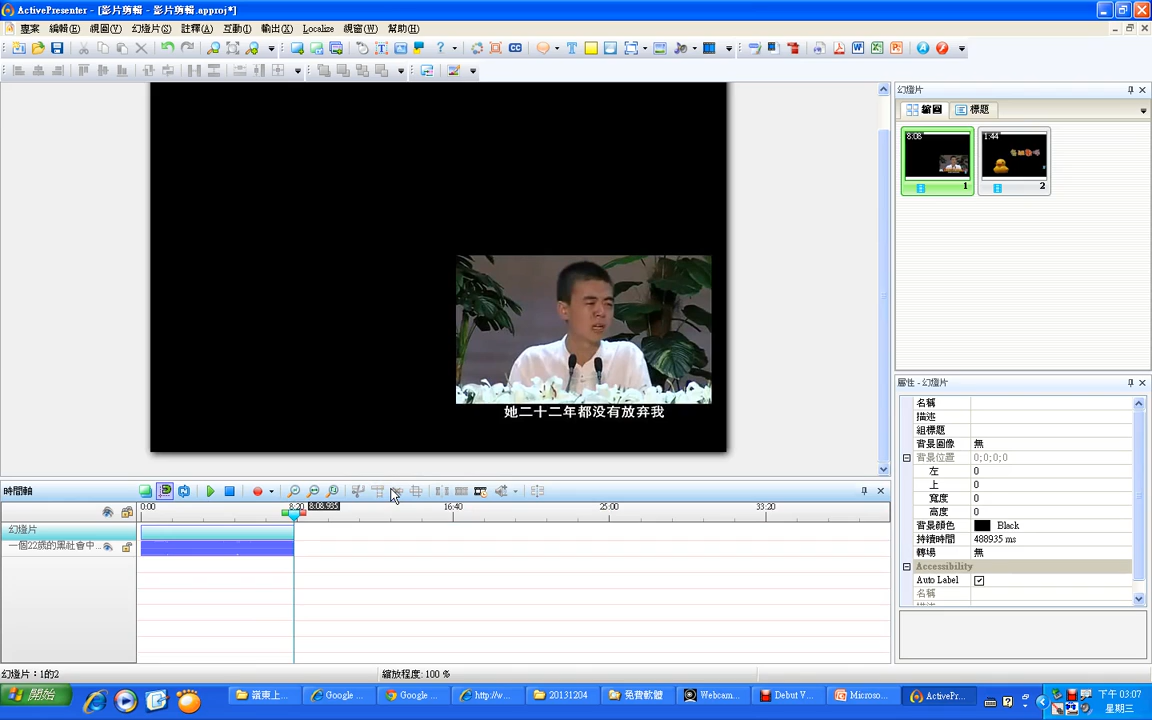 ActivePresenter - [影片剪輯 - 影片剪輯.approj*]
檔案 編輯(E) 視圖(V) 幻燈片(S) 註釋(A) 互動(I) 輸出(X) Localize 視窗(W) 幫助(H)
幻燈片
縮圖 標題
8:08
1
1:44
2
她二十二年都没有放弃我
屬性 - 幻燈片
名稱
描述
組標題
背景圖像 無
背景位置 0;0;0;0
左 0
上 0
寬度 0
高度 0
背景顏色 Black
持續時間 488935 ms
轉場 無
Accessibility
Auto Label
名稱
時間軸
0:00 8:20 8:08.935 16:40 25:00 33:20
幻燈片
一個22歲的黑社會中...
幻燈片：1的2 縮放程度: 100 %
開始 嶺東上... Google ... Google ... http://w... 20131204 免費軟體 Webcam... Debut V... Microso... ActivePr... 下午 03:07
星期三